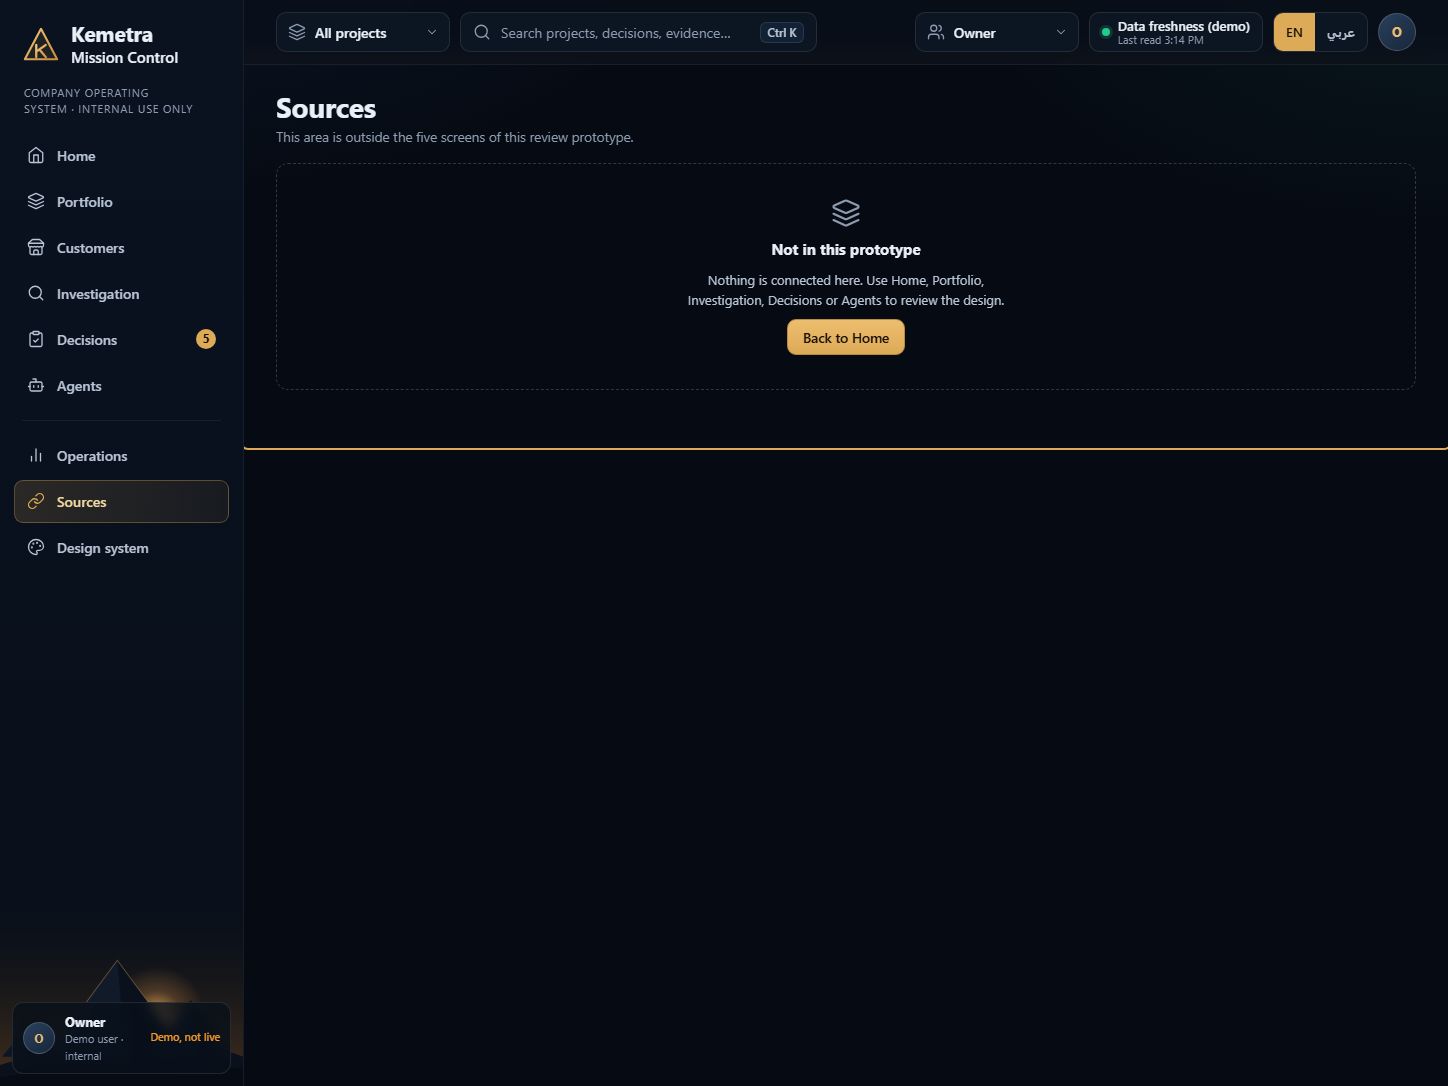 Kemetra
Mission Control
COMPANY OPERATING
SYSTEM · INTERNAL USE ONLY
Home
Portfolio
Customers
Investigation
Decisions
5
Agents
Operations
Sources
Design system
Owner
Demo user ·
internal
Demo, not live
O
All projects
Search projects, decisions, evidence...
Ctrl K
Owner
Data freshness (demo)
Last read 3:14 PM
EN
عربي
O
Sources
This area is outside the five screens of this review prototype.
Not in this prototype
Nothing is connected here. Use Home, Portfolio,
Investigation, Decisions or Agents to review the design.
Back to Home